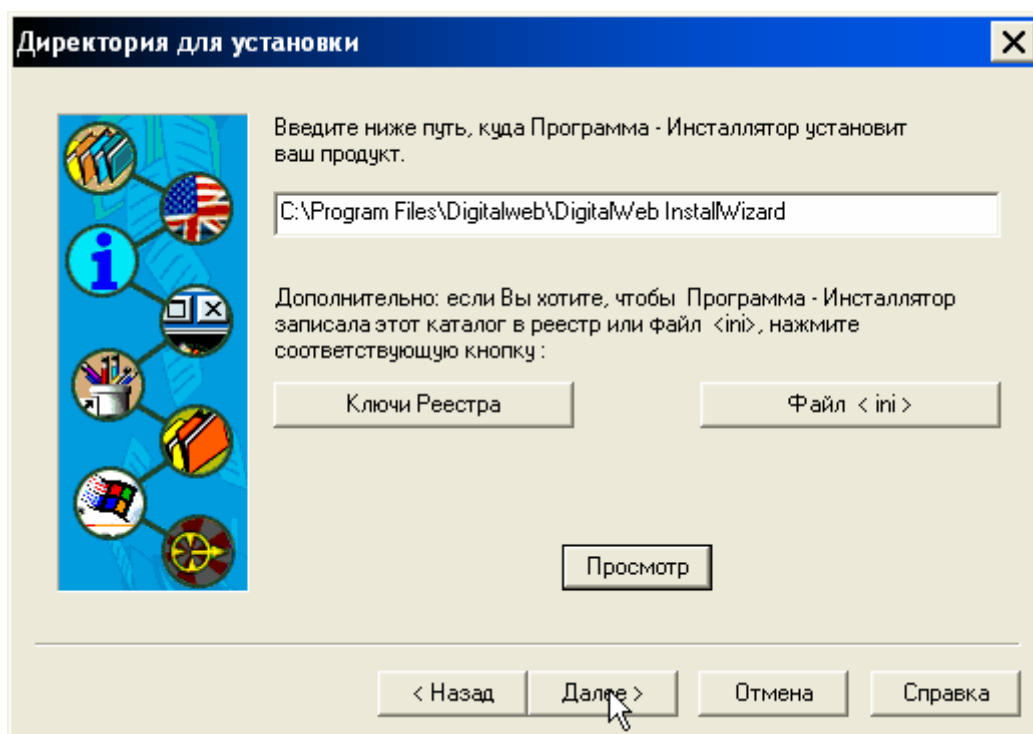 Директория для установки
Введите ниже путь, куда Программа - Инсталлятор установит
ваш продукт.
C:\Program Files\Digitalweb\DigitalWeb InstallWizard
Дополнительно: если Вы хотите, чтобы Программа - Инсталлятор
записала этот каталог в реестр или файл <ini>, нажмите
соответствующую кнопку :
Ключи Реестра
Файл < ini >
Просмотр
< Назад
Далее >
Отмена
Справка